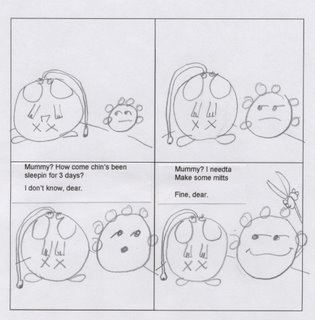 Mummy? How come chin's been
sleepin for 3 days?
I don't know, dear.
Mummy? I needta
Make some mitts
Fine, dear.